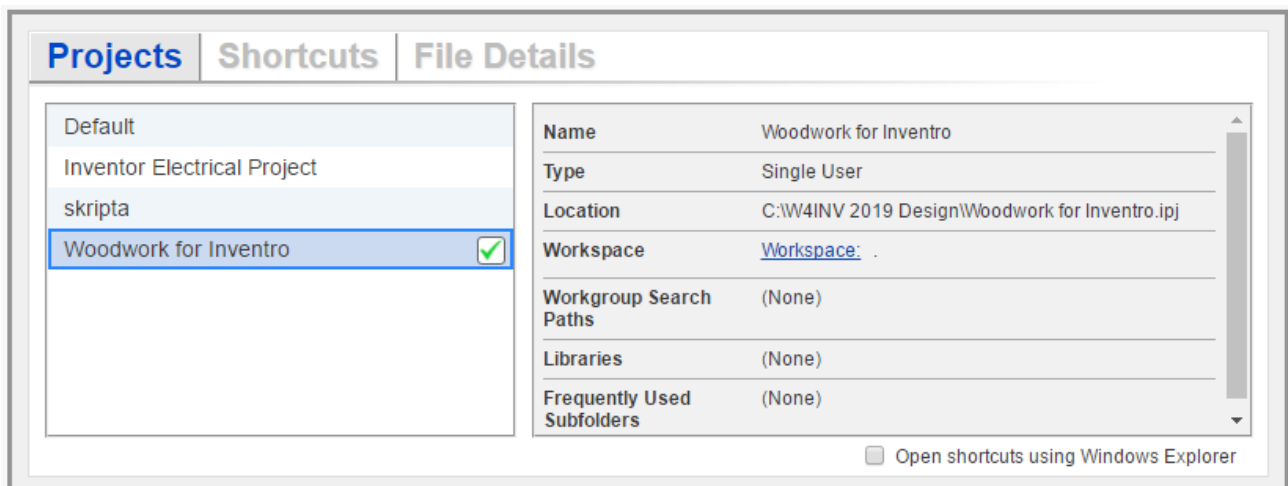 Projects Shortcuts File Details
Default
Inventor Electrical Project
skripta
Woodwork for Inventro
Name Woodwork for Inventro
Type Single User
Location C:\W4INV 2019 Design\Woodwork for Inventro.ipj
Workspace Workspace: .
Workgroup Search (None)
Paths
Libraries (None)
Frequently Used (None)
Subfolders
Open shortcuts using Windows Explorer